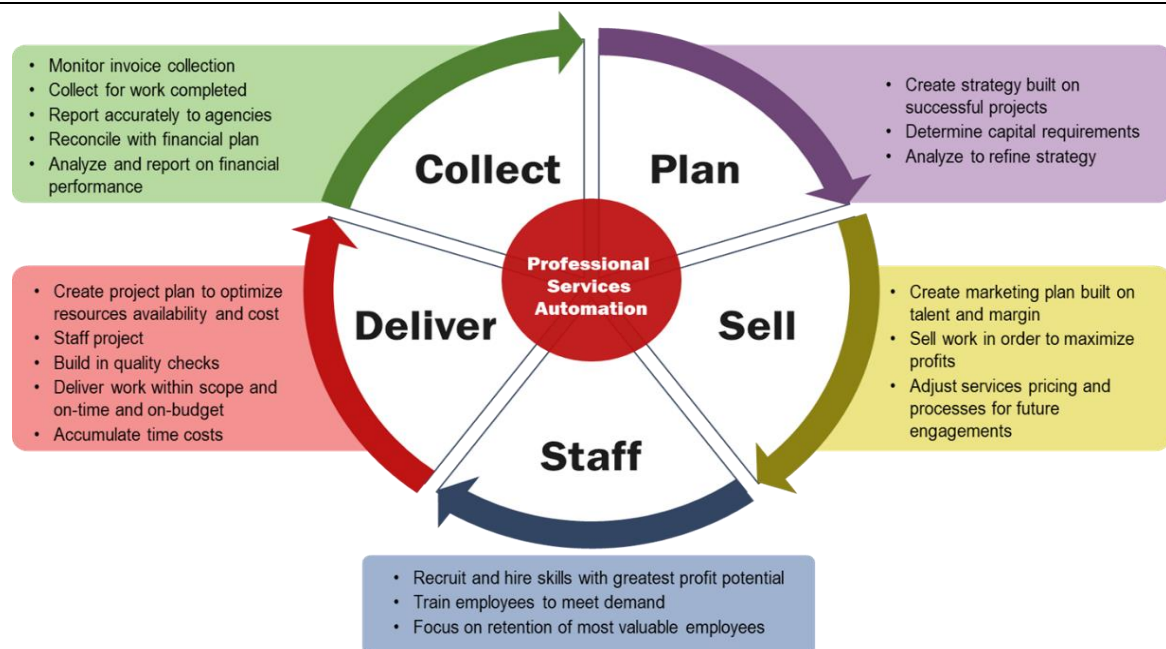 • Monitor invoice collection
• Collect for work completed
• Report accurately to agencies
• Reconcile with financial plan
• Analyze and report on financial
performance
• Create strategy built on
successful projects
• Determine capital requirements
• Analyze to refine strategy
Collect
Plan
Professional
Services
Automation
Deliver
Sell
Staff
• Create project plan to optimize
resources availability and cost
• Staff project
• Build in quality checks
• Deliver work within scope and
on-time and on-budget
• Accumulate time costs
• Create marketing plan built on
talent and margin
• Sell work in order to maximize
profits
• Adjust services pricing and
processes for future
engagements
• Recruit and hire skills with greatest profit potential
• Train employees to meet demand
• Focus on retention of most valuable employees